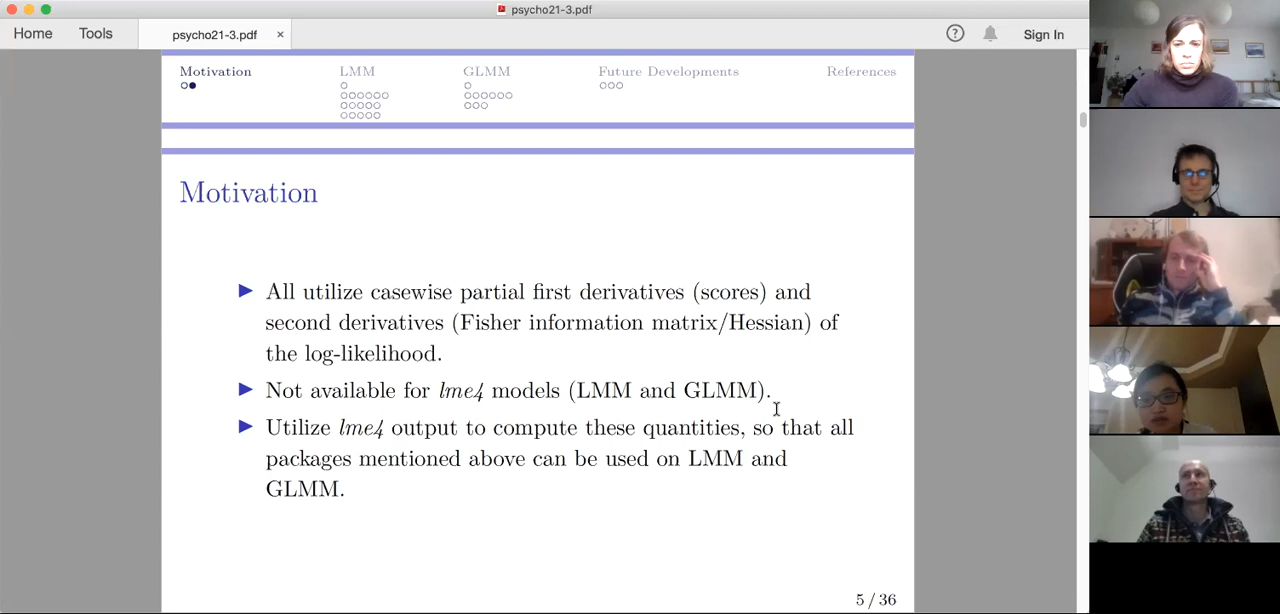 psycho21-3.pdf
Home Tools psycho21-3.pdf × ? Sign In
Motivation LMM GLMM Future Developments References
Motivation
All utilize casewise partial first derivatives (scores) and
second derivatives (Fisher information matrix/Hessian) of
the log-likelihood.
Not available for lme4 models (LMM and GLMM).
Utilize lme4 output to compute these quantities, so that all
packages mentioned above can be used on LMM and
GLMM.
5 / 36